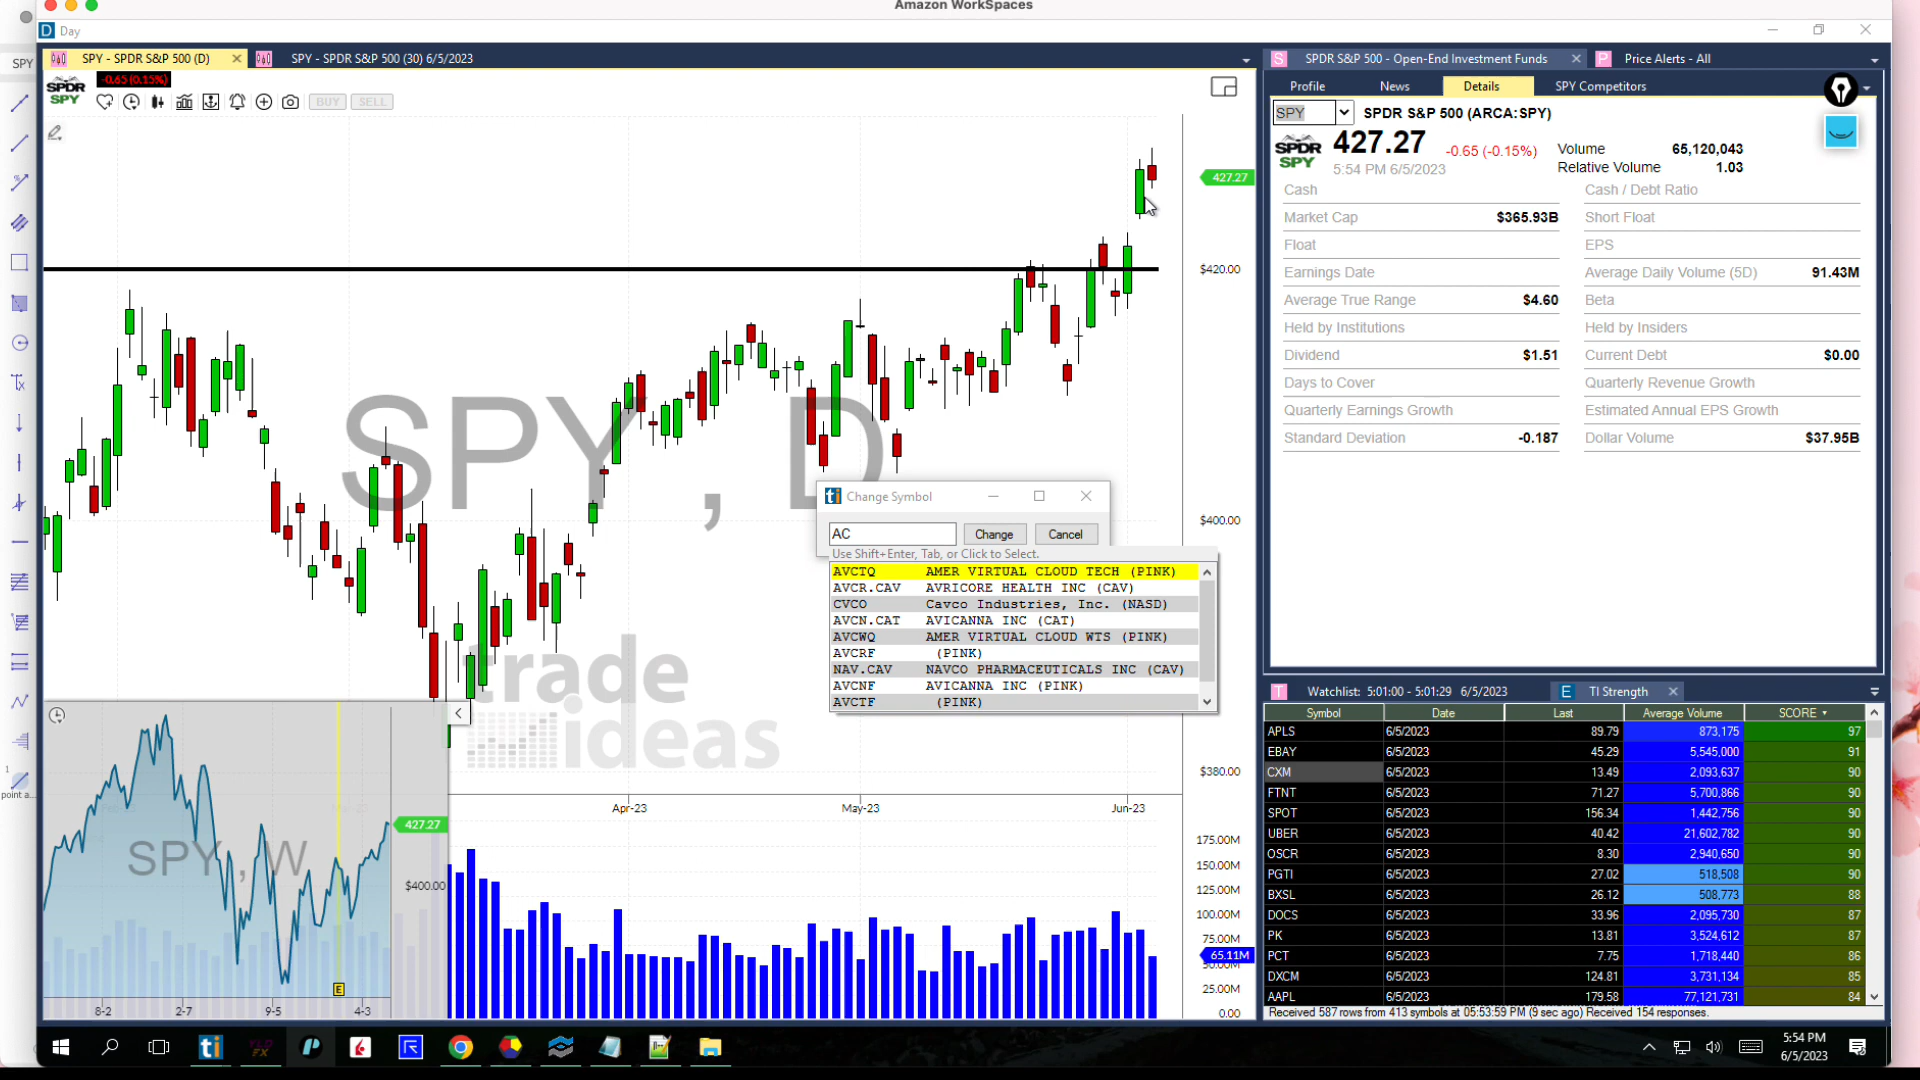 Amazon WorkSpaces
D Day
SPY
SPY - SPDR S&P 500 (D)
SPY - SPDR S&P 500 (30) 6/5/2023
SPDR
SPY
-0.65 (0.15%)
BUY
SELL
SPY , D
trade
ideas
427.27
$420.00
$400.00
$380.00
Apr-23
May-23
Jun-23
175.00M
150.00M
125.00M
100.00M
75.00M
65.11M
25.00M
0.00
SPY , W
427.27
$400.00
E
8-2
2-7
9-5
4-3
1
point a...
ti Change Symbol
AC
Change
Cancel
Use Shift+Enter, Tab, or Click to Select.
AVCTQ AMER VIRTUAL CLOUD TECH (PINK)
AVCR.CAV AVRICORE HEALTH INC (CAV)
CVCO Cavco Industries, Inc. (NASD)
AVCN.CAT AVICANNA INC (CAT)
AVCWQ AMER VIRTUAL CLOUD WTS (PINK)
AVCRF (PINK)
NAV.CAV NAVCO PHARMACEUTICALS INC (CAV)
AVCNF AVICANNA INC (PINK)
AVCTF (PINK)
S SPDR S&P 500 - Open-End Investment Funds
P Price Alerts - All
Profile
News
Details
SPY Competitors
SPY
SPDR S&P 500 (ARCA:SPY)
SPDR
SPY
427.27
-0.65 (-0.15%)
5:54 PM 6/5/2023
Volume 65,120,043
Relative Volume 1.03
Cash
Cash / Debt Ratio
Market Cap $365.93B
Short Float
Float
EPS
Earnings Date
Average Daily Volume (5D) 91.43M
Average True Range $4.60
Beta
Held by Institutions
Held by Insiders
Dividend $1.51
Current Debt $0.00
Days to Cover
Quarterly Revenue Growth
Quarterly Earnings Growth
Estimated Annual EPS Growth
Standard Deviation -0.187
Dollar Volume $37.95B
T Watchlist: 5:01:00 - 5:01:29 6/5/2023
E TI Strength
Symbol Date Last Average Volume SCORE
APLS 6/5/2023 89.79 873,175 97
EBAY 6/5/2023 45.29 5,545,000 91
CXM 6/5/2023 13.49 2,093,637 90
FTNT 6/5/2023 71.27 5,700,866 90
SPOT 6/5/2023 156.34 1,442,756 90
UBER 6/5/2023 40.42 21,602,782 90
OSCR 6/5/2023 8.30 2,940,650 90
PGTI 6/5/2023 27.02 518,508 90
BXSL 6/5/2023 26.12 508,773 88
DOCS 6/5/2023 33.96 2,095,730 87
PK 6/5/2023 13.81 3,524,612 87
PCT 6/5/2023 7.75 1,718,440 86
DXCM 6/5/2023 124.81 3,731,134 85
AAPL 6/5/2023 179.58 77,121,731 84
Received 587 rows from 413 symbols at 05:53:59 PM (9 sec ago) Received 154 responses.
ti
5:54 PM
6/5/2023